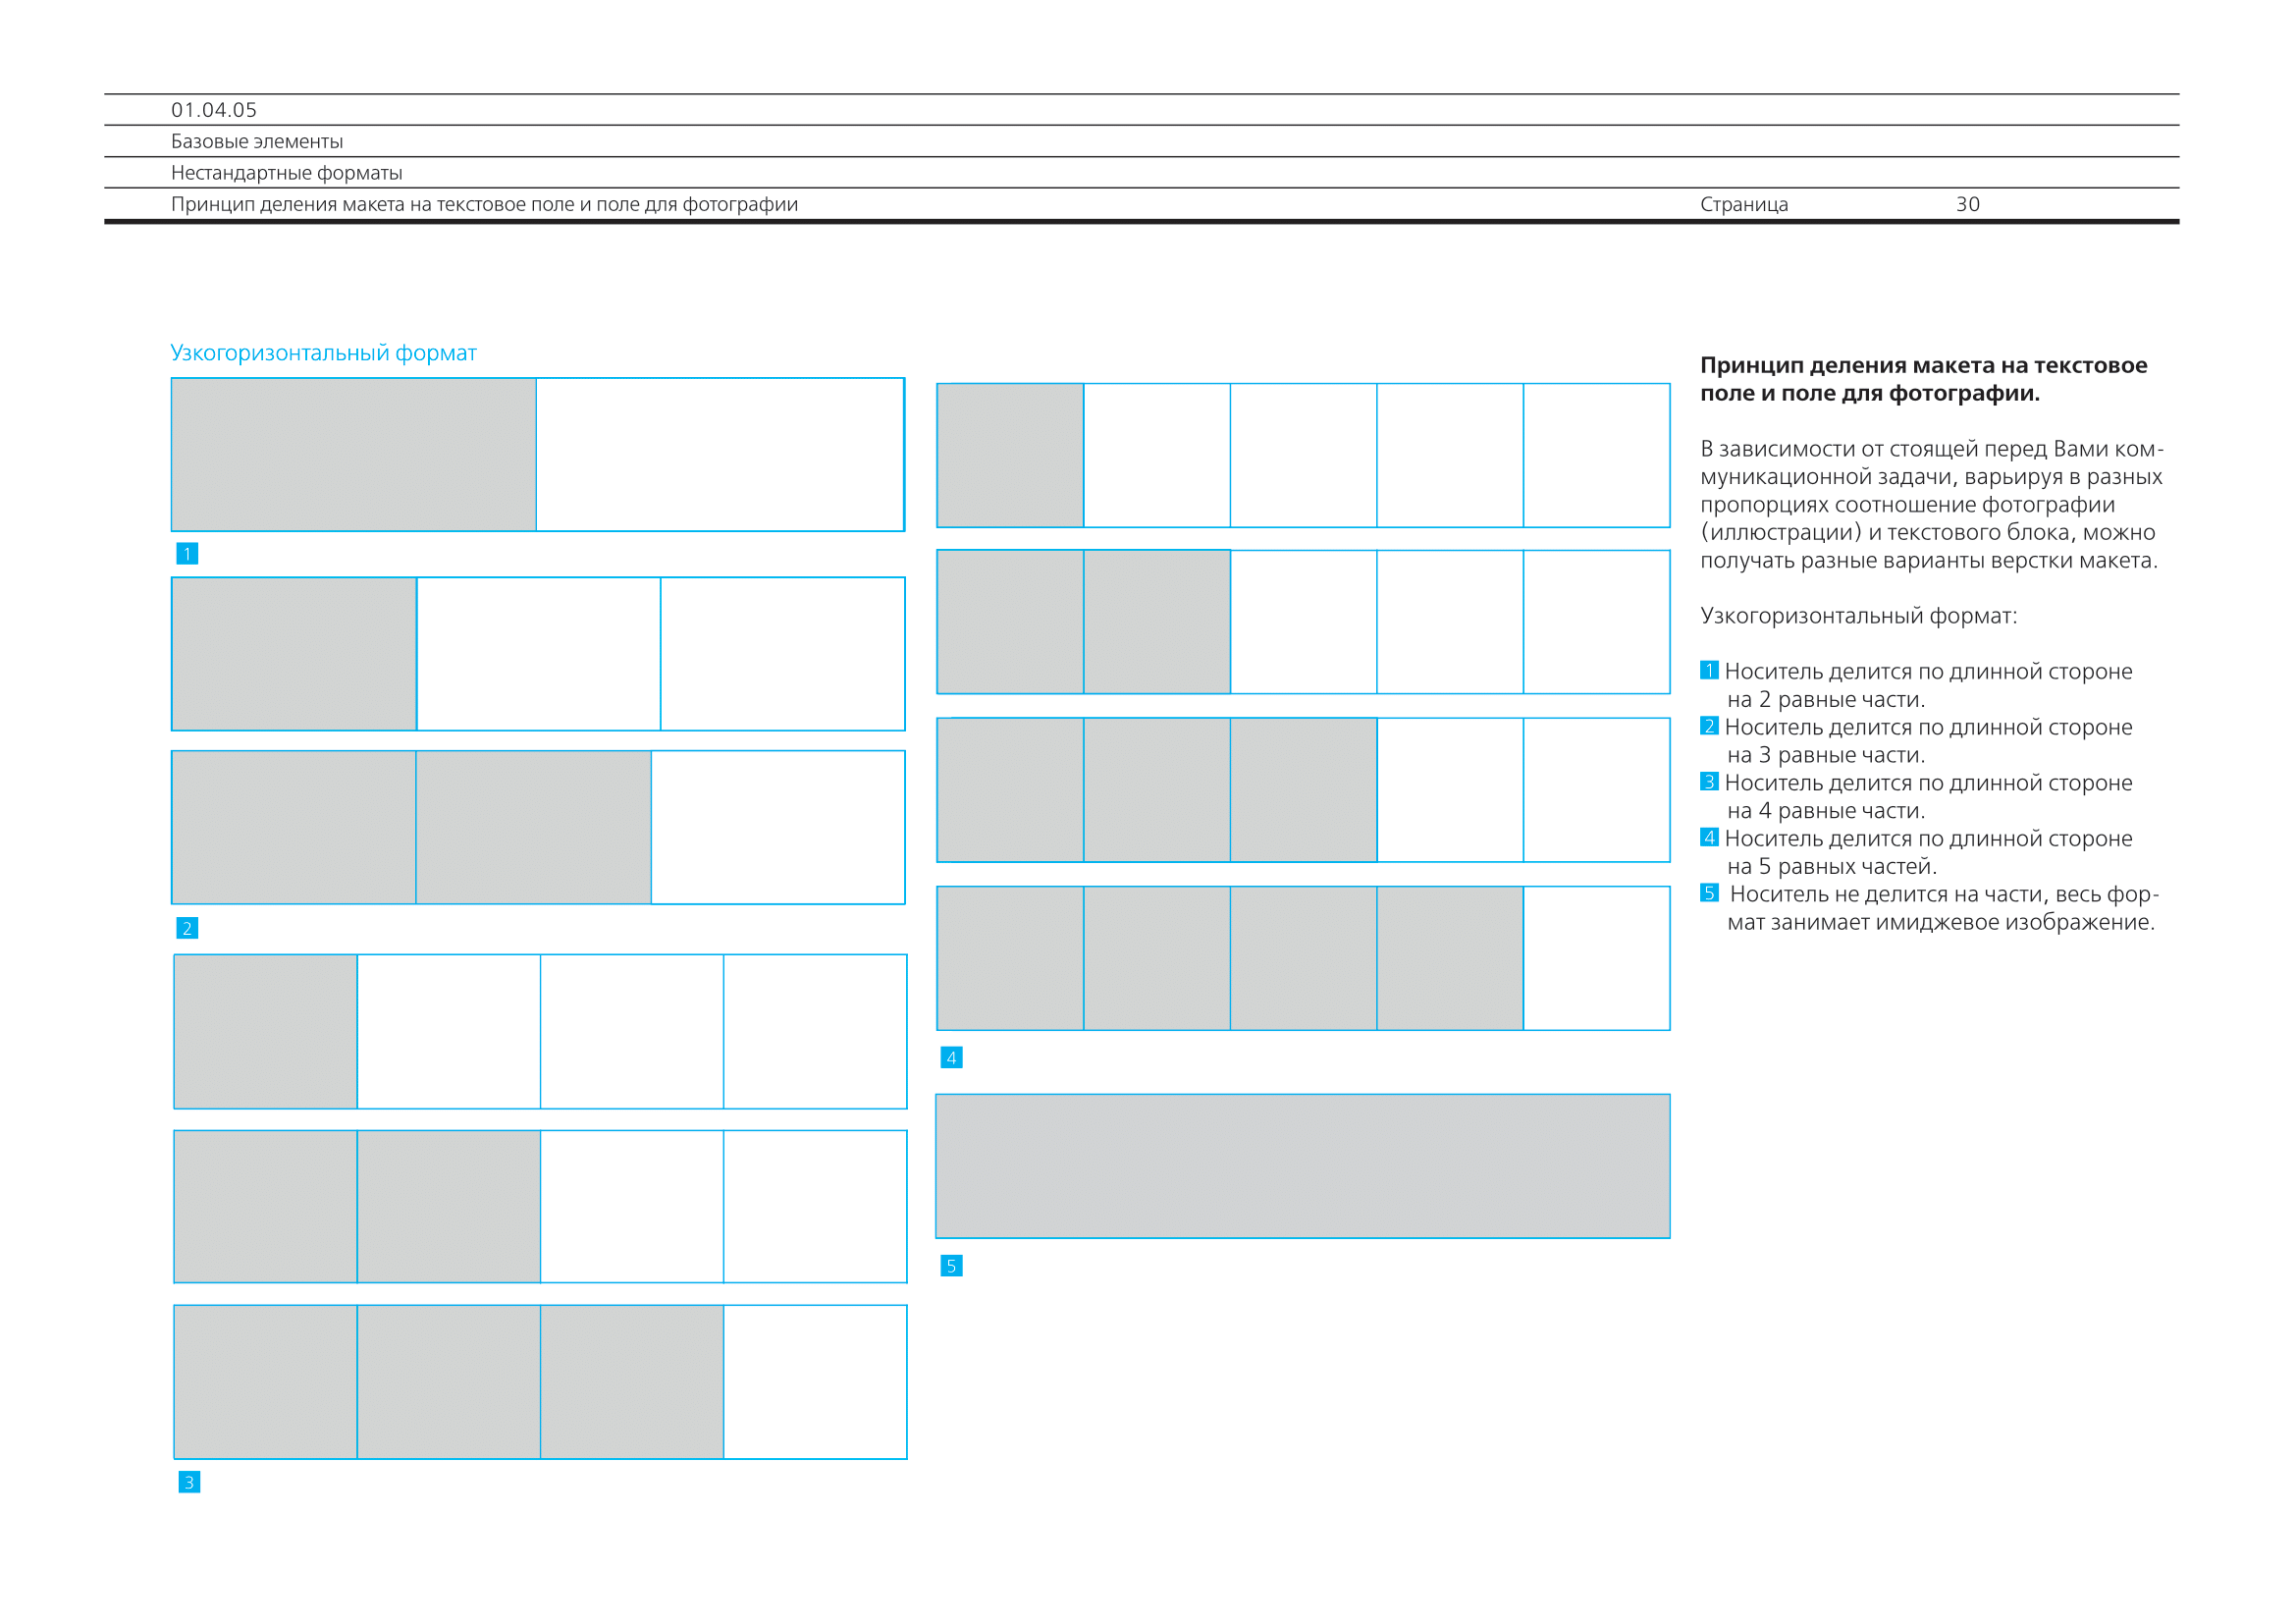 01.04.05
Базовые элементы
Нестандартные форматы
Принцип деления макета на текстовое поле и поле для фотографии Страница 30
Узкогоризонтальный формат
1
2
3
4
5
Принцип деления макета на текстовое
поле и поле для фотографии.
В зависимости от стоящей перед Вами ком-
муникационной задачи, варьируя в разных
пропорциях соотношение фотографии
(иллюстрации) и текстового блока, можно
получать разные варианты верстки макета.
Узкогоризонтальный формат:
1 Носитель делится по длинной стороне
на 2 равные части.
2 Носитель делится по длинной стороне
на 3 равные части.
3 Носитель делится по длинной стороне
на 4 равные части.
4 Носитель делится по длинной стороне
на 5 равных частей.
5 Носитель не делится на части, весь фор-
мат занимает имиджевое изображение.